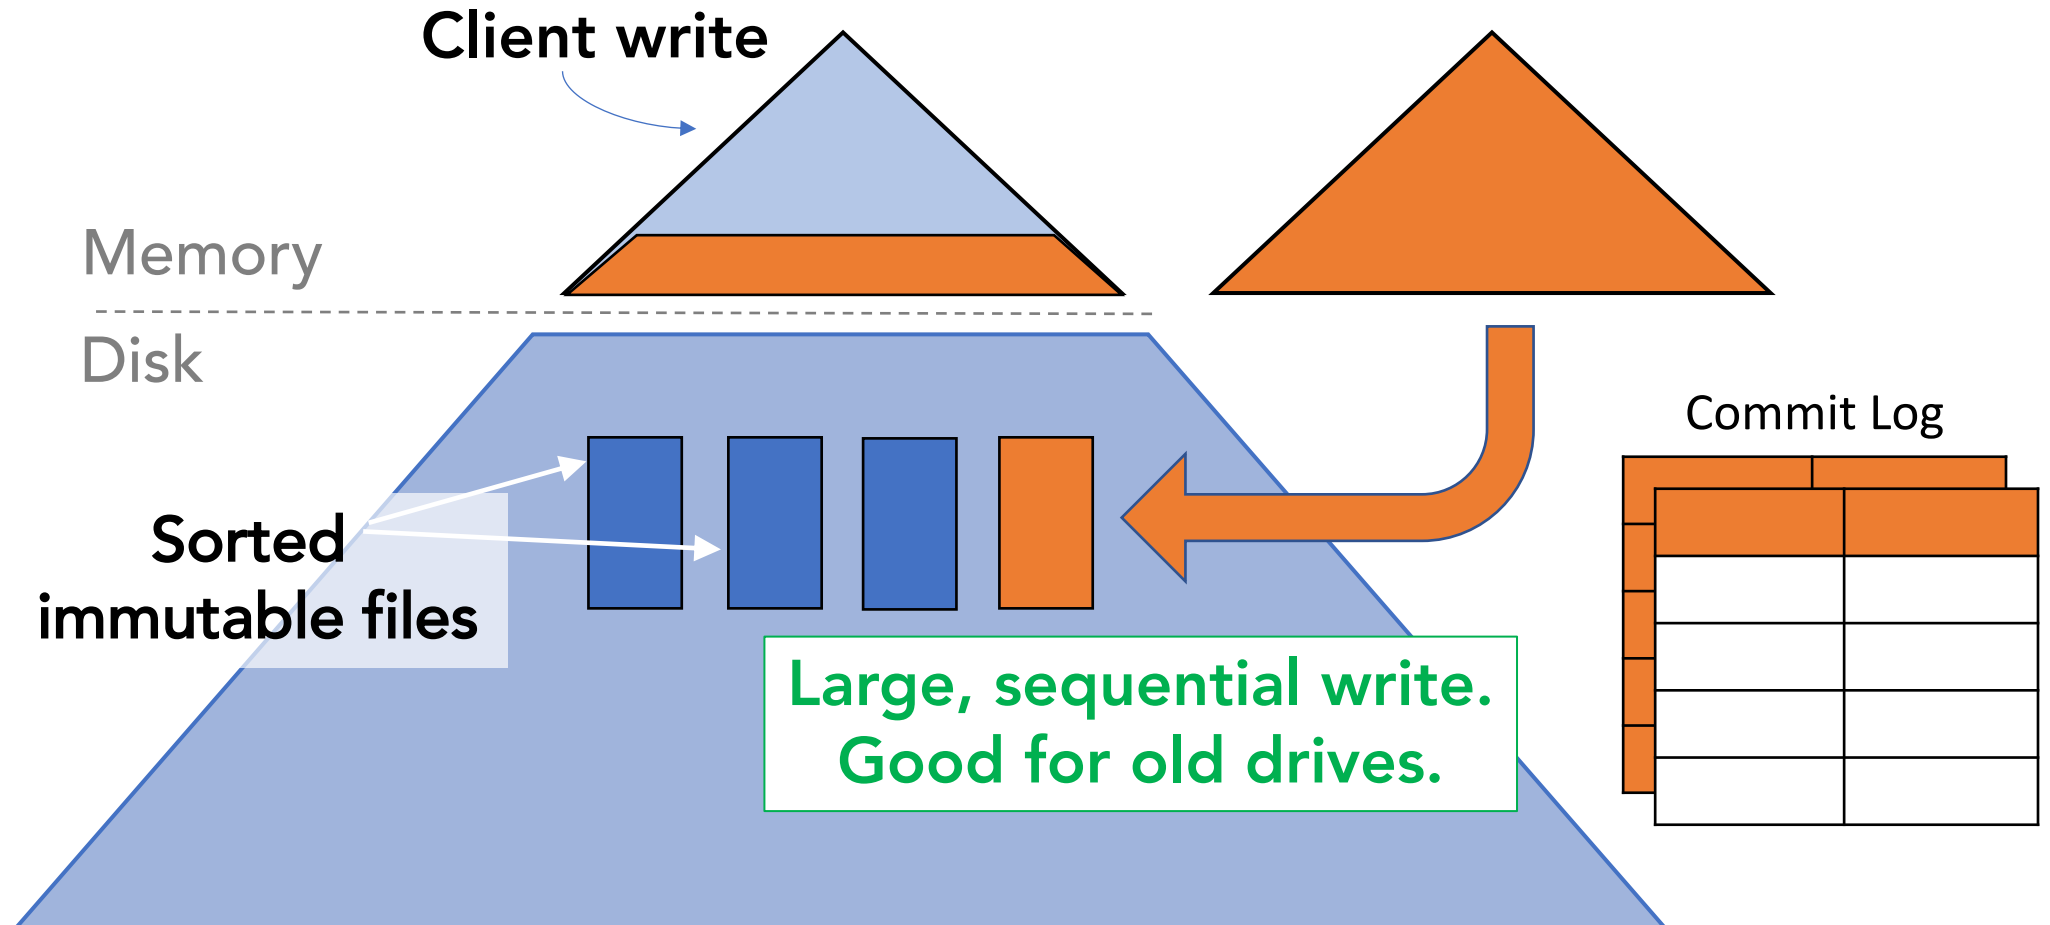 Client write
Memory
Disk
Commit Log
Sorted
immutable files
Large, sequential write.
Good for old drives.